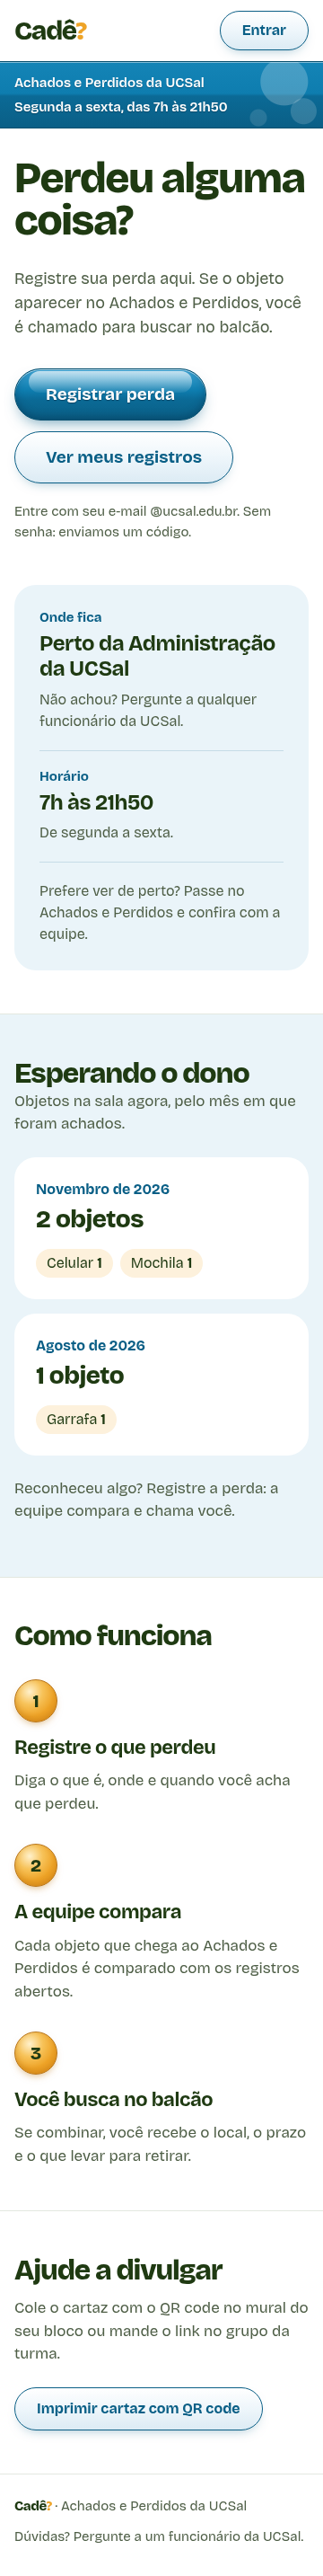 Cadê?
Entrar
Achados e Perdidos da UCSal
Segunda a sexta, das 7h às 21h50
Perdeu alguma
coisa?
Registre sua perda aqui. Se o objeto
aparecer no Achados e Perdidos, você
é chamado para buscar no balcão.
Registrar perda
Ver meus registros
Entre com seu e-mail @ucsal.edu.br. Sem
senha: enviamos um código.
Onde fica
Perto da Administração
da UCSal
Não achou? Pergunte a qualquer
funcionário da UCSal.
Horário
7h às 21h50
De segunda a sexta.
Prefere ver de perto? Passe no
Achados e Perdidos e confira com a
equipe.
Esperando o dono
Objetos na sala agora, pelo mês em que
foram achados.
Novembro de 2026
2 objetos
Celular 1
Mochila 1
Agosto de 2026
1 objeto
Garrafa 1
Reconheceu algo? Registre a perda: a
equipe compara e chama você.
Como funciona
1
Registre o que perdeu
Diga o que é, onde e quando você acha
que perdeu.
2
A equipe compara
Cada objeto que chega ao Achados e
Perdidos é comparado com os registros
abertos.
3
Você busca no balcão
Se combinar, você recebe o local, o prazo
e o que levar para retirar.
Ajude a divulgar
Cole o cartaz com o QR code no mural do
seu bloco ou mande o link no grupo da
turma.
Imprimir cartaz com QR code
Cadê? · Achados e Perdidos da UCSal
Dúvidas? Pergunte a um funcionário da UCSal.